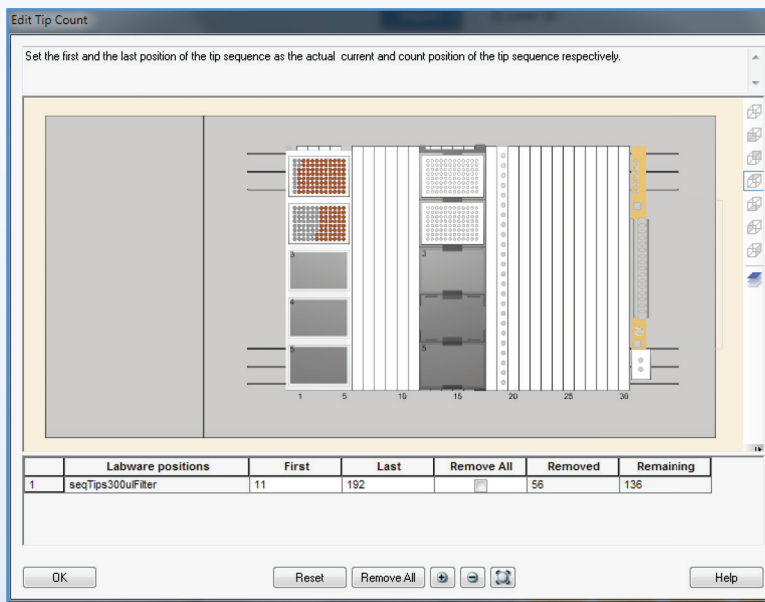 Edit Tip Count
Set the first and the last position of the tip sequence as the actual current and count position of the tip sequence respectively.
3 3
4
5 5
1 5 10 15 20 25 30
Labware positions First Last Remove All Removed Remaining
1 seqTips300ulFilter 11 192 56 136
OK Reset Remove All Help